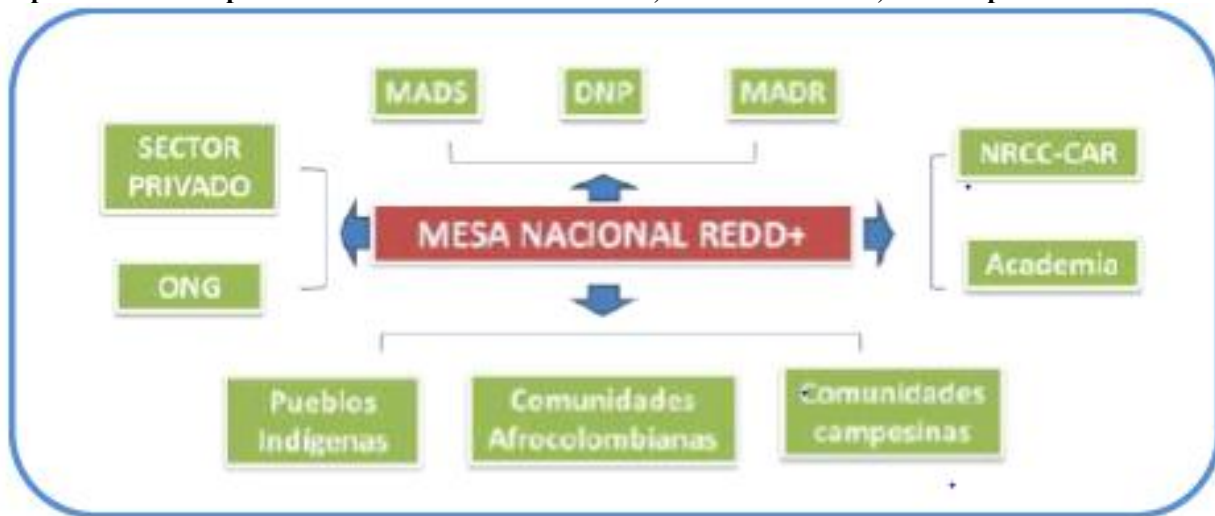 MADS
DNP
MADR
SECTOR
PRIVADO
NRCC-CAR
MESA NACIONAL REDD+
ONG
Academia
Pueblos
Indígenas
Comunidades
Afrocolombianas
Comunidades
campesinas